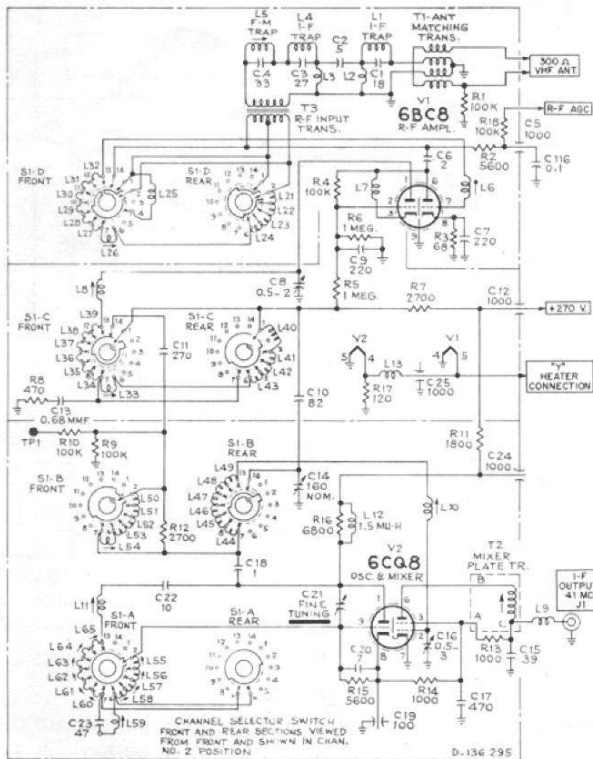 L5
F-M
TRAP
L4
I-F
TRAP
L1
I-F
TRAP
T1-ANT
MATCHING
TRANS.
C2
5
C4
33
C3
27
L3
L2
C1
18
300 Ω
VHF ANT.
T3
R-F INPUT
TRANS.
V1
6BC8
R-F AMPL.
R1
100K
R-F AGC
R18
100K
C5
1000
C6
2
R2
5600
C116
0.1
S1-D
FRONT
S1-D
REAR
L32
L31
L30
L29
L28
L27
L26
L25
L21
L22
L23
L24
R4
100K
L7
L6
R6
1 MEG.
C9
220
R3
68
C7
220
R5
1 MEG.
R7
2700
C12
1000
+270 V.
L8
C8
0.5-2
S1-C
FRONT
S1-C
REAR
L39
L38
L37
L36
L35
L34
L33
C11
270
L40
L41
L42
L43
V2
V1
5
4
4
5
L13
R17
120
C25
1000
"Y"
HEATER
CONNECTION
R8
470
C13
0.68 MMF
C10
82
TP1
R10
100K
R9
100K
R11
1800
C24
1000
S1-B
FRONT
S1-B
REAR
L50
L51
L52
L53
L54
L49
L48
L47
L46
L45
L44
C14
160
NOM.
R12
2700
R16
6800
L12
1.5 MU-H
L10
C18
1
V2
6CQ8
OSC. & MIXER
T2
MIXER
PLATE TR.
I-F
OUTPUT
41 MC
J1
L11
C22
10
S1-A
FRONT
S1-A
REAR
C21
FINE
TUNING
L65
L64
L63
L62
L61
L60
L55
L56
L57
L58
L59
C23
47
C20
7
R15
5600
C19
100
R14
1000
C16
0.5-
3
C17
470
R13
1000
C15
39
L9
A
B
C
CHANNEL SELECTOR SWITCH
FRONT AND REAR SECTIONS VIEWED
FROM FRONT AND SHOWN IN CHAN.
NO. 2 POSITION
D-136 295